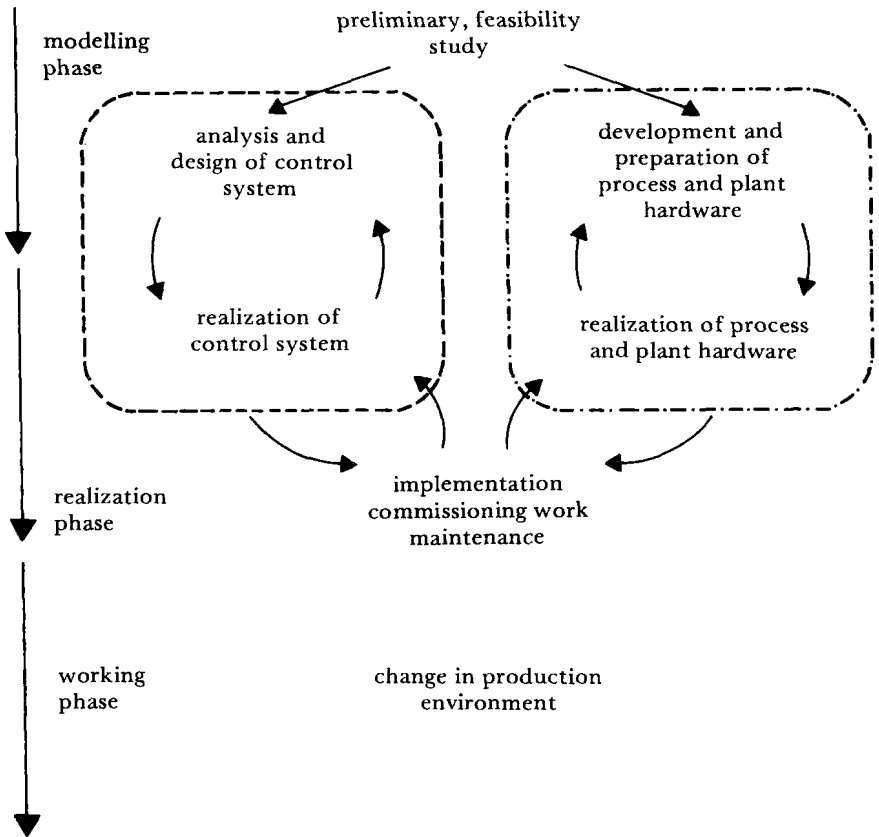 modelling
phase
preliminary, feasibility
study
analysis and
design of control
system
development and
preparation of
process and plant
hardware
realization of
control system
realization of process
and plant hardware
realization
phase
implementation
commissioning work
maintenance
working
phase
change in production
environment